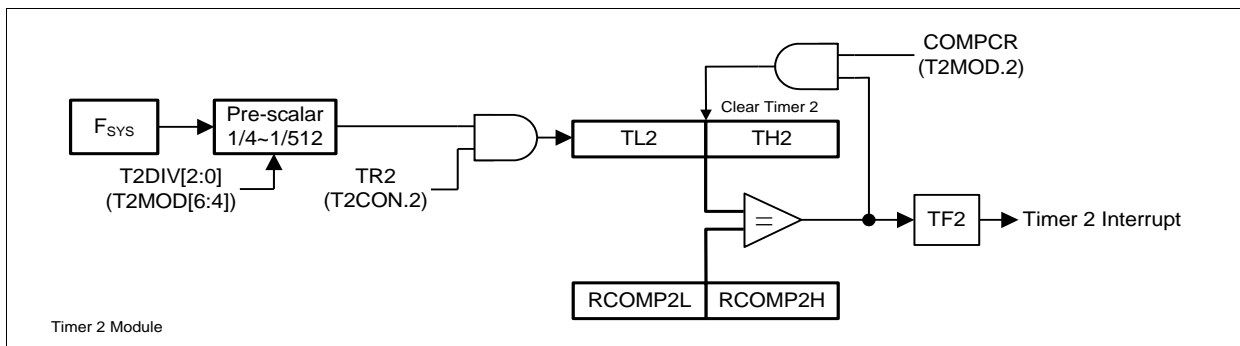 COMPCR
(T2MOD.2)
Clear Timer 2
FSYS
Pre-scalar
1/4~1/512
TL2
TH2
T2DIV[2:0]
(T2MOD[6:4])
TR2
(T2CON.2)
=
TF2
Timer 2 Interrupt
RCOMP2L
RCOMP2H
Timer 2 Module